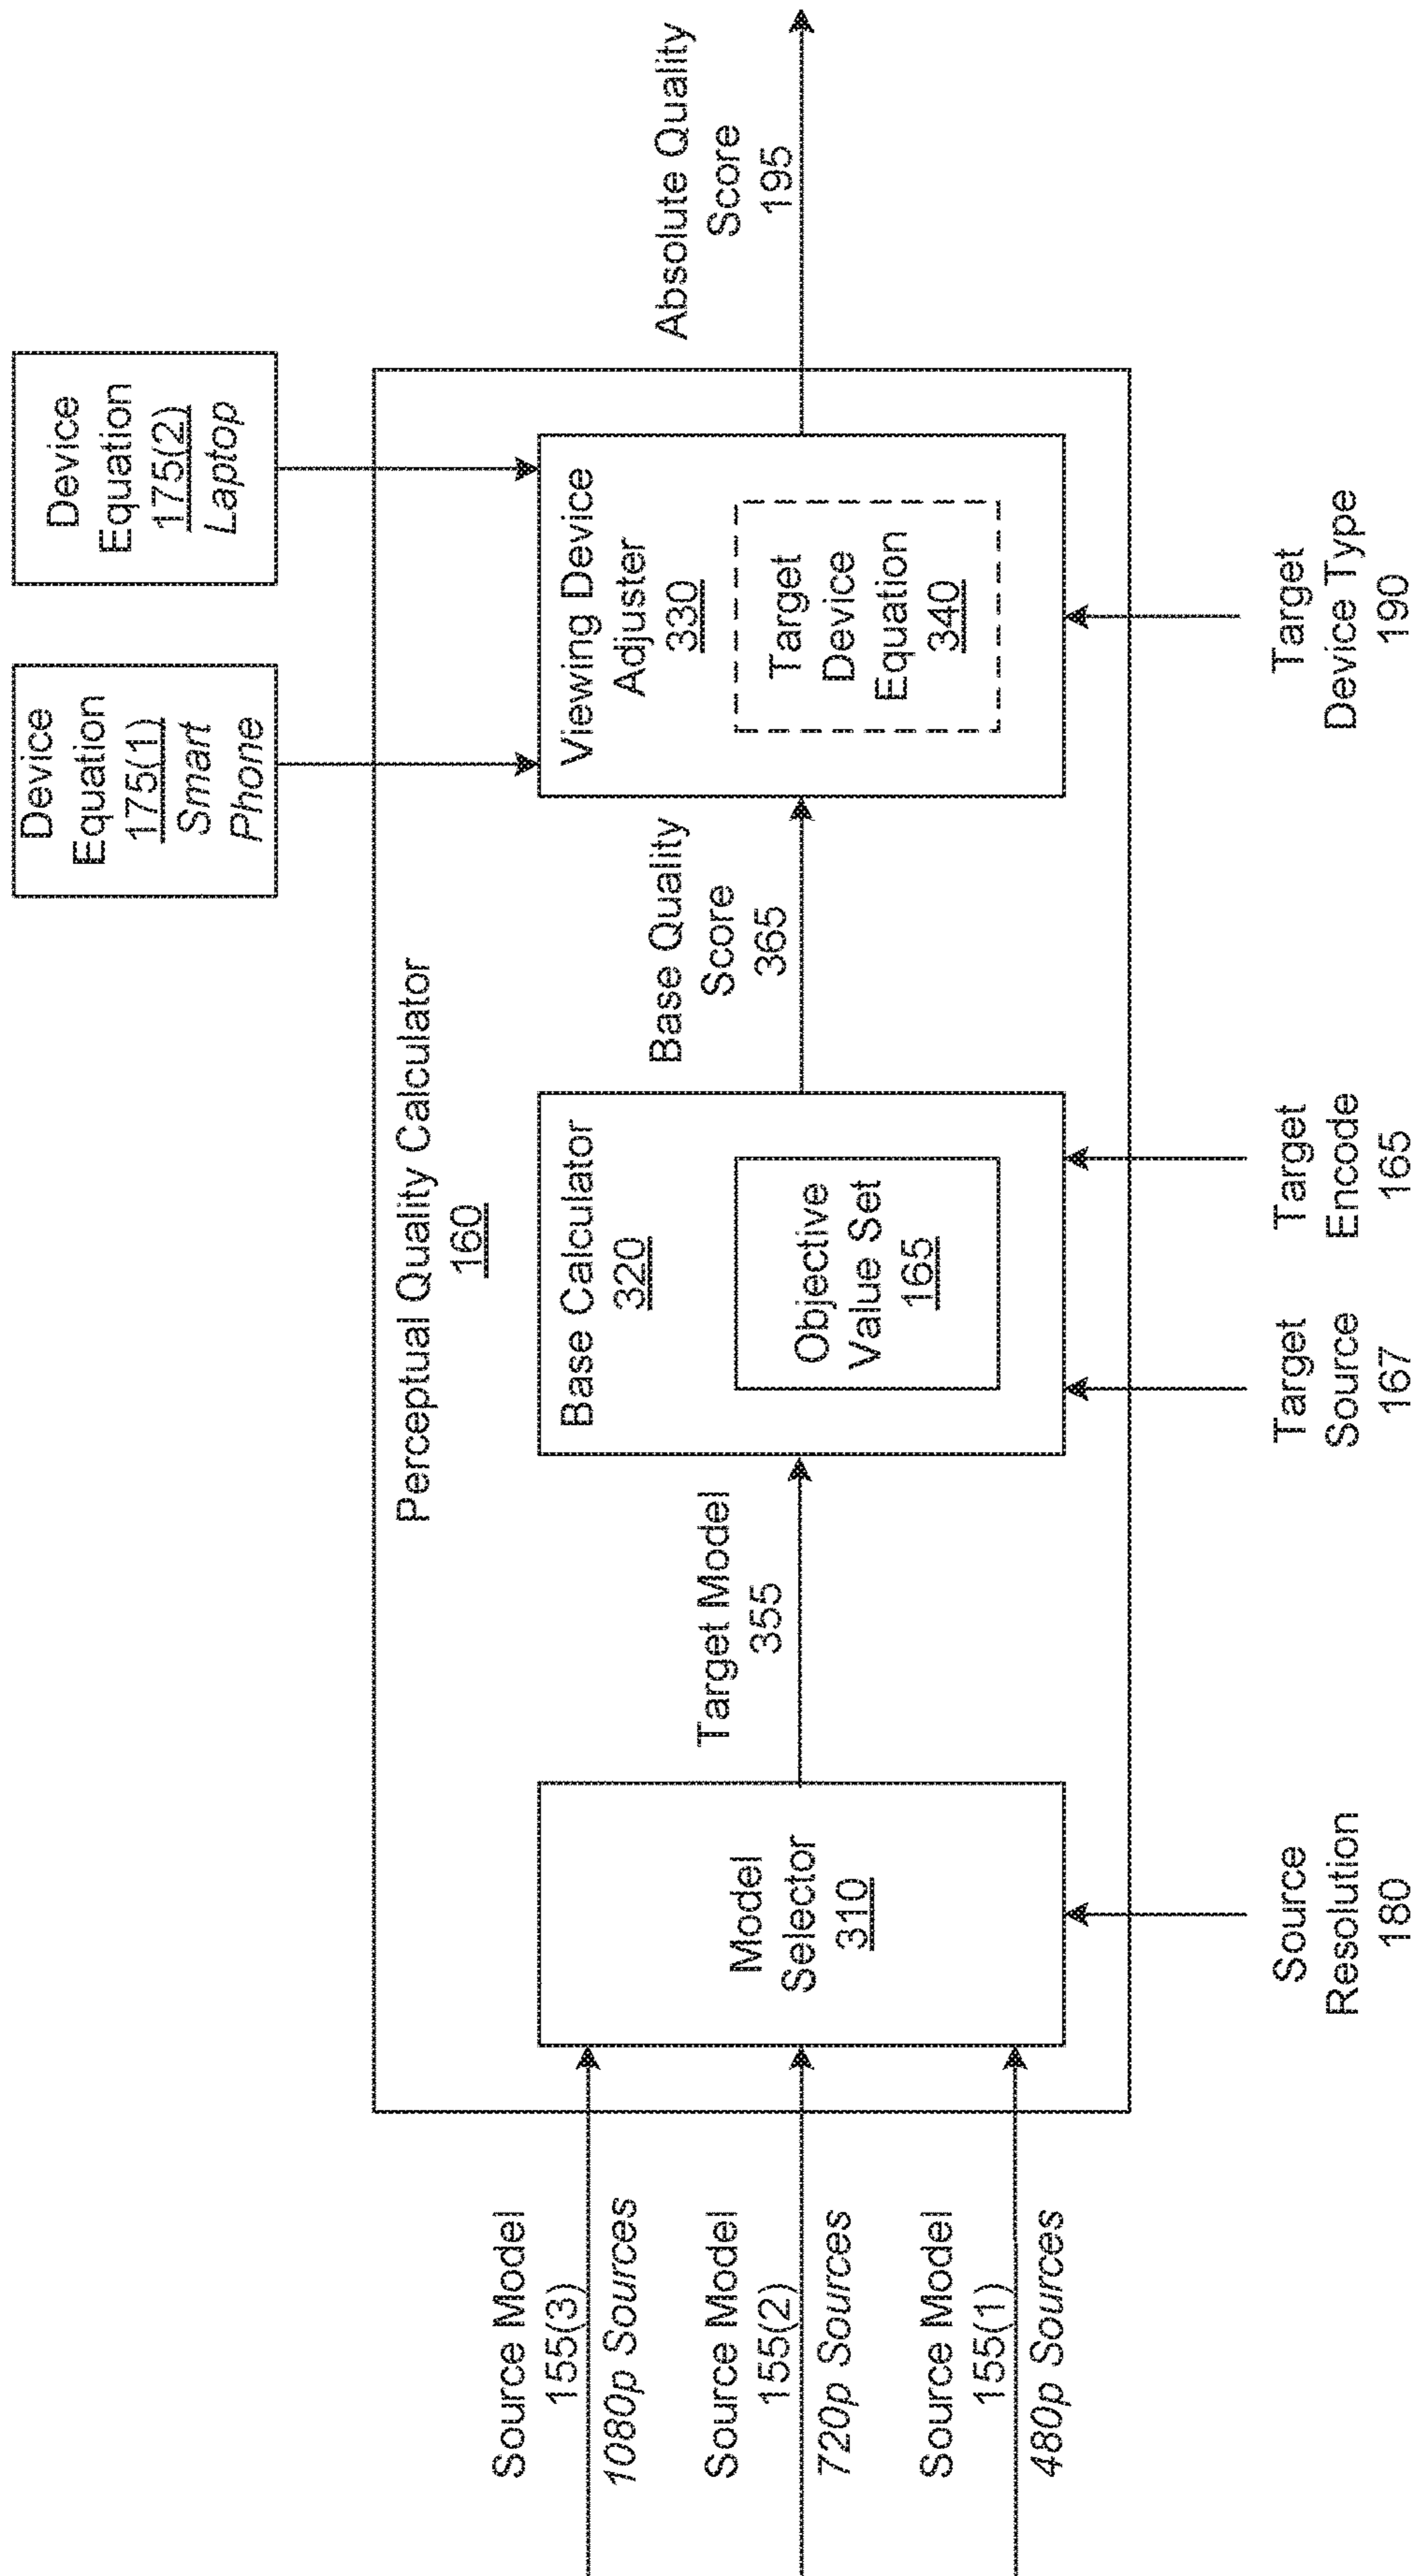 Device
Equation
175(1)
Smart
Phone
Device
Equation
175(2)
Laptop
Perceptual Quality Calculator
160
Source Model
155(3)
1080p Sources
Source Model
155(2)
720p Sources
Source Model
155(1)
480p Sources
Model
Selector
310
Target Model
355
Base Calculator
320
Objective
Value Set
165
Base Quality
Score
365
Viewing Device
Adjuster
330
Target
Device
Equation
340
Absolute Quality
Score
195
Source
Resolution
180
Target
Source
167
Target
Encode
165
Target
Device Type
190